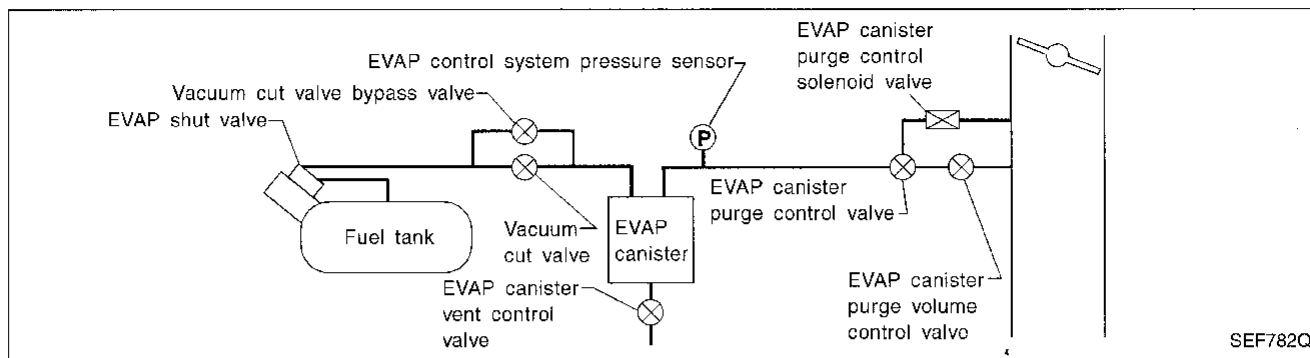 EVAP canister
purge control
solenoid valve
EVAP control system pressure sensor
Vacuum cut valve bypass valve
EVAP shut valve
P
EVAP canister
purge control valve
Fuel tank
Vacuum
cut valve
EVAP
canister
EVAP canister
vent control
valve
EVAP canister
purge volume
control valve
SEF782Q